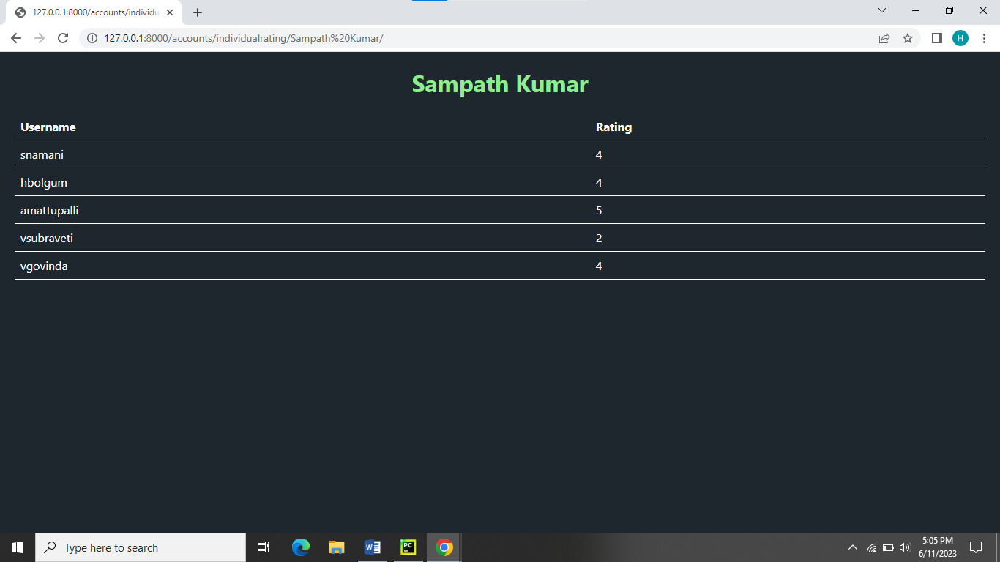 127.0.0.1:8000/accounts/individu
127.0.0.1:8000/accounts/individualrating/Sampath%20Kumar/
H
Sampath Kumar
Username Rating
snamani 4
hbolgum 4
amattupalli 5
vsubraveti 2
vgovinda 4
Type here to search
W
PC
5:05 PM
6/11/2023